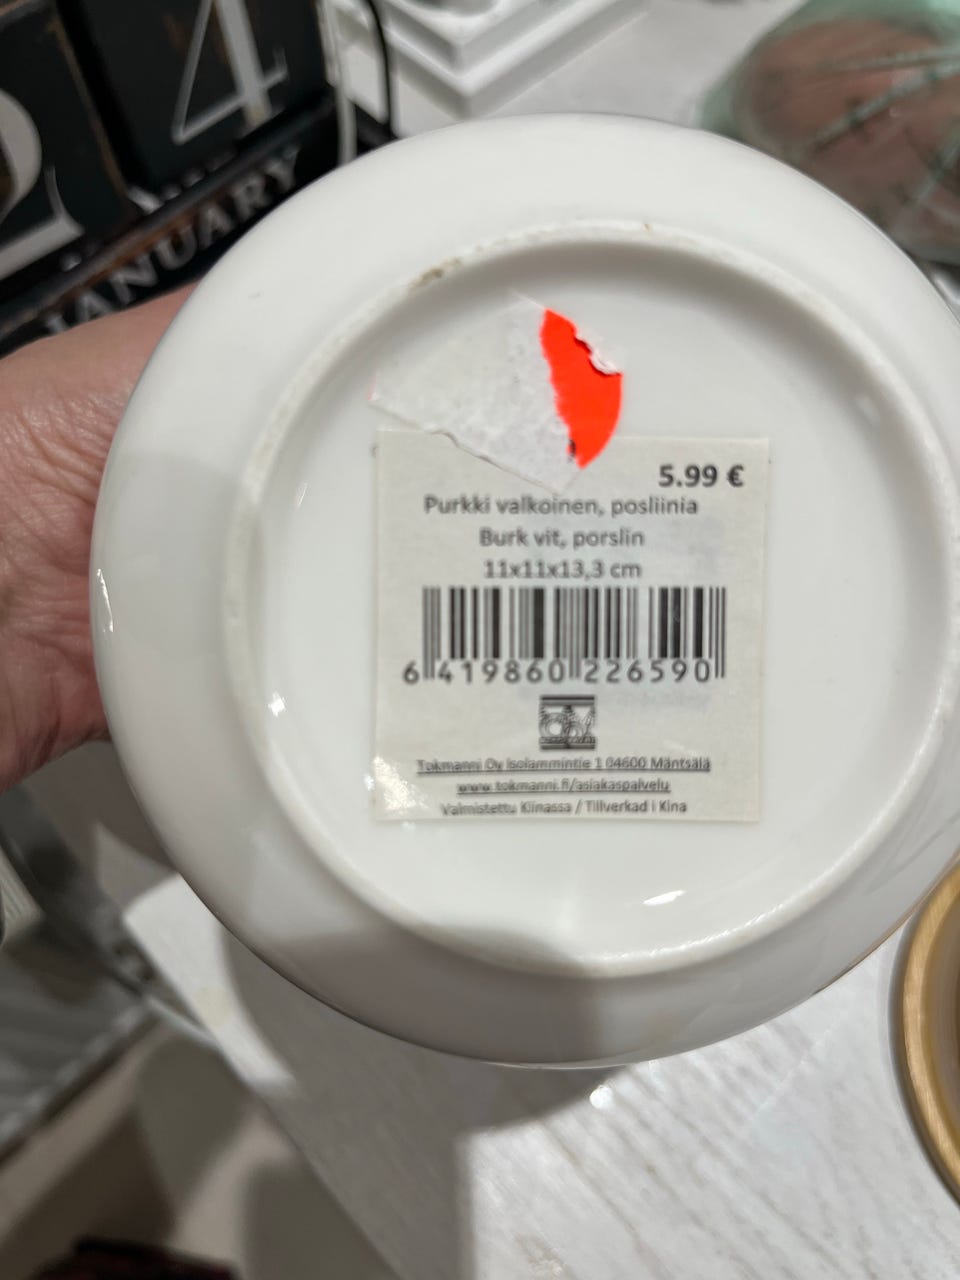 24
JANUARY
5.99 €
Purkki valkoinen, posliinia
Burk vit, porslin
11x11x13,3 cm
6 419860 226590
Tokmanni Oy Isolammintie 1 04600 Mäntsälä
www.tokmanni.fi/asiakaspalvelu
Valmistettu Kiinassa / Tillverkad i Kina